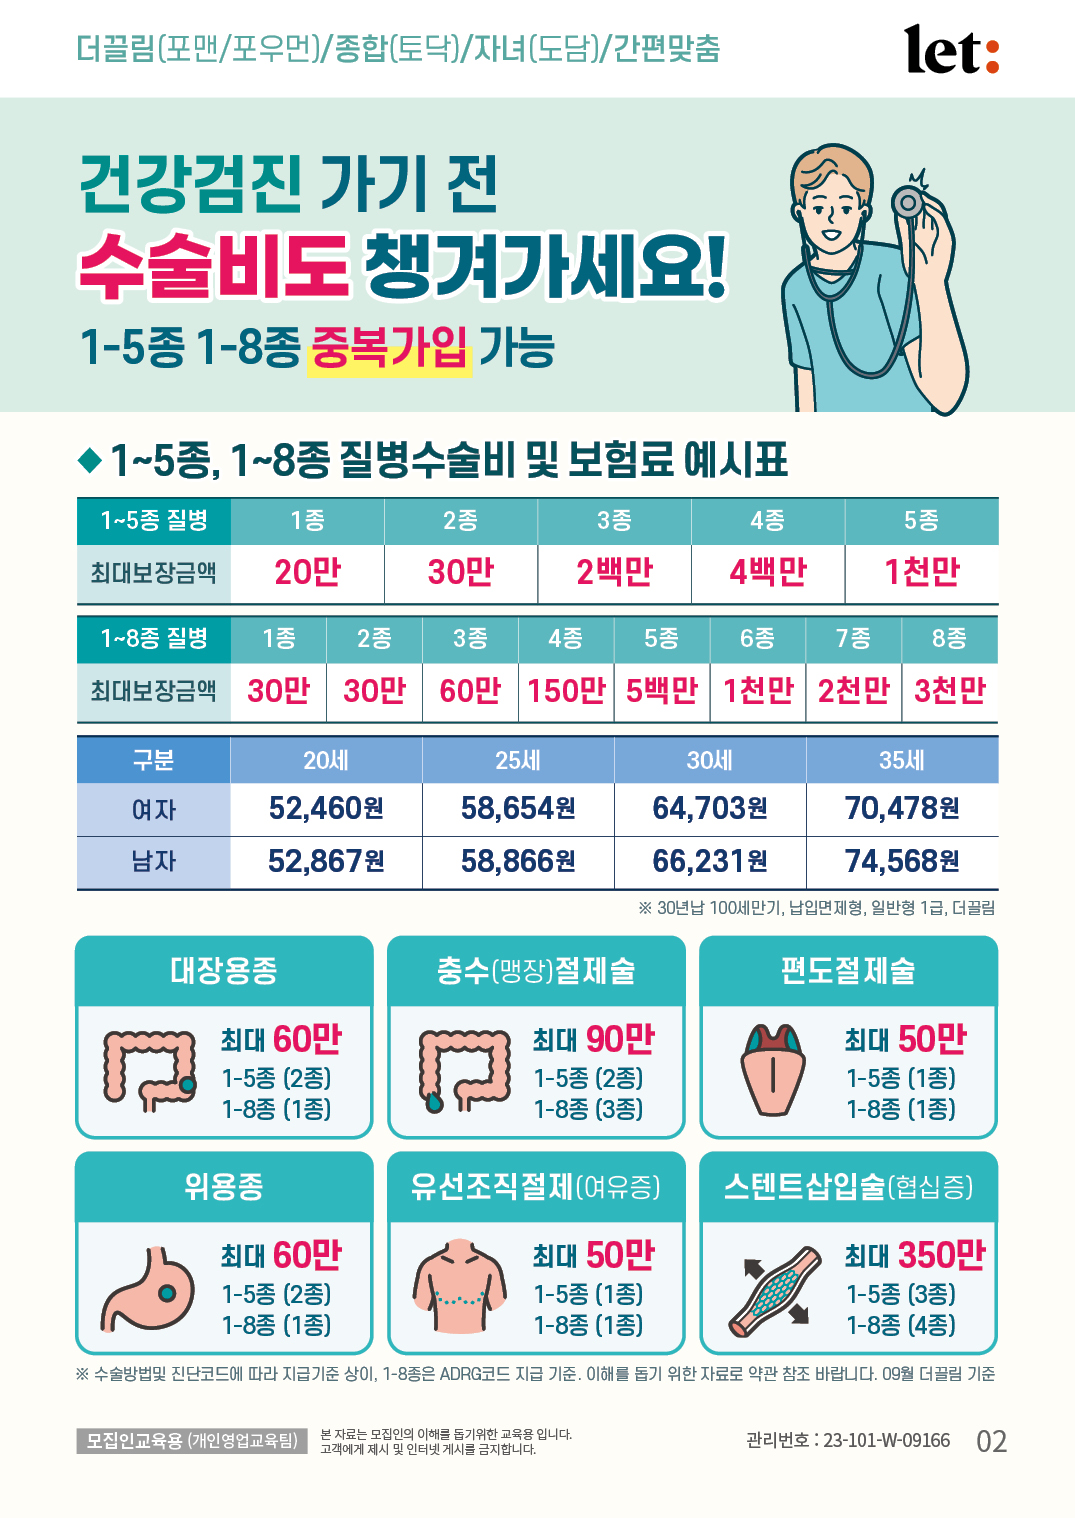 더끌림(포맨/포우먼)/종합(토닥)/자녀(도담)/간편맞춤
let:
건강검진 가기 전
수술비도 챙겨가세요!
1-5종 1-8종 중복가입 가능
◆ 1~5종, 1~8종 질병수술비 및 보험료 예시표
1~5종 질병 1종 2종 3종 4종 5종
최대보장금액 20만 30만 2백만 4백만 1천만
1~8종 질병 1종 2종 3종 4종 5종 6종 7종 8종
최대보장금액 30만 30만 60만 150만 5백만 1천만 2천만 3천만
구분 20세 25세 30세 35세
여자 52,460원 58,654원 64,703원 70,478원
남자 52,867원 58,866원 66,231원 74,568원
※ 30년납 100세만기, 납입면제형, 일반형 1급, 더끌림
대장용종
최대 60만
1-5종 (2종)
1-8종 (1종)
충수(맹장)절제술
최대 90만
1-5종 (2종)
1-8종 (3종)
편도절제술
최대 50만
1-5종 (1종)
1-8종 (1종)
위용종
최대 60만
1-5종 (2종)
1-8종 (1종)
유선조직절제(여유증)
최대 50만
1-5종 (1종)
1-8종 (1종)
스텐트삽입술(협심증)
최대 350만
1-5종 (3종)
1-8종 (4종)
※ 수술방법및 진단코드에 따라 지급기준 상이, 1-8종은 ADRG코드 지급 기준. 이해를 돕기 위한 자료로 약관 참조 바랍니다. 09월 더끌림 기준
모집인교육용 (개인영업교육팀)
본 자료는 모집인의 이해를 돕기위한 교육용 입니다.
고객에게 제시 및 인터넷 게시를 금지합니다.
관리번호 : 23-101-W-09166 02